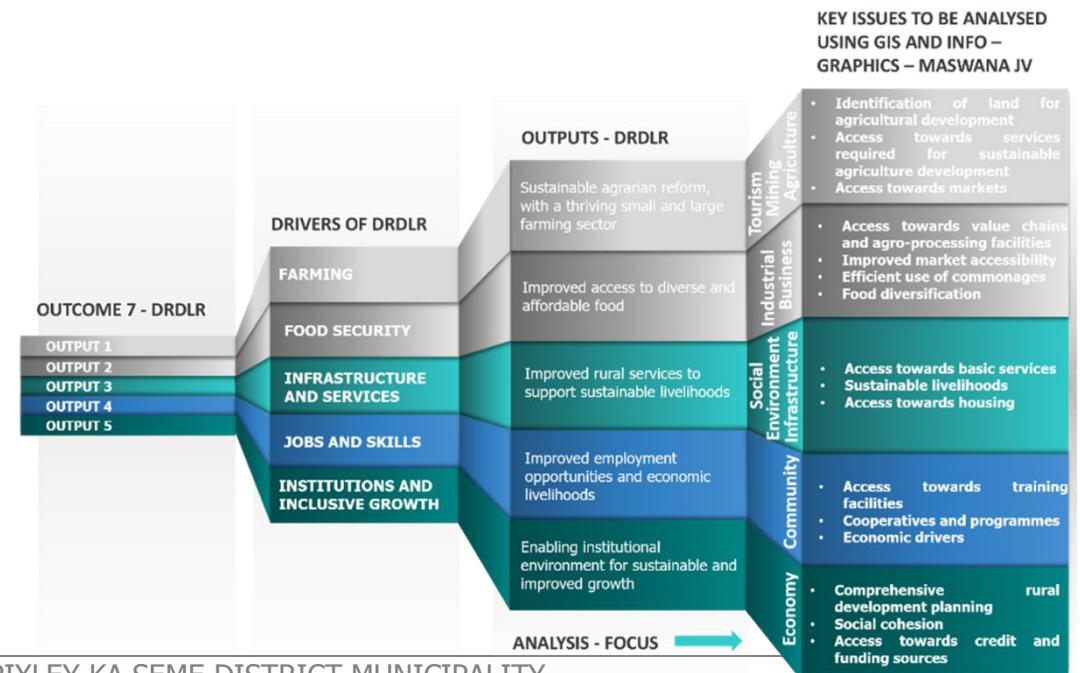 KEY ISSUES TO BE ANALYSED
USING GIS AND INFO –
GRAPHICS – MASWANA JV
OUTPUTS - DRDLR
DRIVERS OF DRDLR
OUTCOME 7 - DRDLR
OUTPUT 1
OUTPUT 2
OUTPUT 3
OUTPUT 4
OUTPUT 5
FARMING
FOOD SECURITY
INFRASTRUCTURE
AND SERVICES
JOBS AND SKILLS
INSTITUTIONS AND
INCLUSIVE GROWTH
Sustainable agrarian reform,
with a thriving small and large
farming sector
Improved access to diverse and
affordable food
Improved rural services to
support sustainable livelihoods
Improved employment
opportunities and economic
livelihoods
Enabling institutional
environment for sustainable and
improved growth
Tourism
Mining
Agriculture
Industrial
Business
Social
Environment
Infrastructure
Community
Economy
• Identification of land for
agricultural development
• Access towards services
required for sustainable
agriculture development
• Access towards markets
• Access towards value chains
and agro-processing facilities
• Improved market accessibility
• Efficient use of commonages
• Food diversification
• Access towards basic services
• Sustainable livelihoods
• Access towards housing
• Access towards training
facilities
• Cooperatives and programmes
• Economic drivers
• Comprehensive rural
development planning
• Social cohesion
• Access towards credit and
funding sources
ANALYSIS - FOCUS
PIXLEY KA SEME DISTRICT MUNICIPALITY